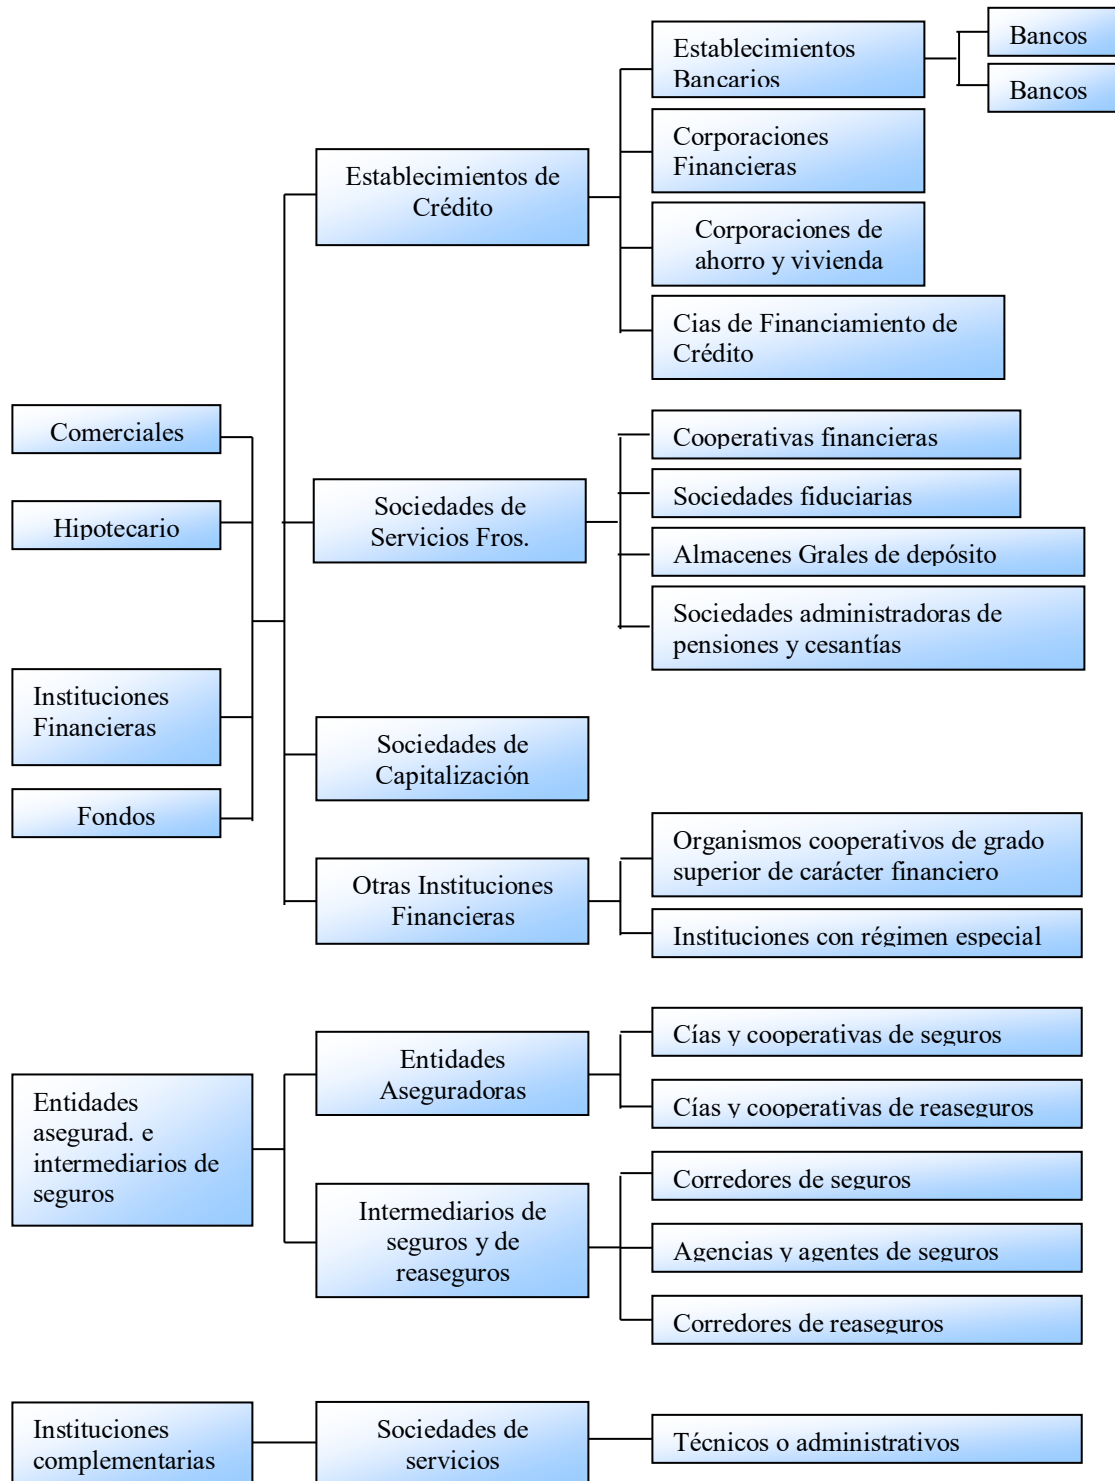 Establecimientos
Bancarios
Bancos
Bancos
Corporaciones
Financieras
Establecimientos de
Crédito
Corporaciones de
ahorro y vivienda
Cias de Financiamiento de
Crédito
Comerciales
Hipotecario
Instituciones
Financieras
Fondos
Sociedades de
Servicios Fros.
Cooperativas financieras
Sociedades fiduciarias
Almacenes Grales de depósito
Sociedades administradoras de
pensiones y cesantías
Sociedades de
Capitalización
Otras Instituciones
Financieras
Organismos cooperativos de grado
superior de carácter financiero
Instituciones con régimen especial
Entidades
asegurad. e
intermediarios de
seguros
Entidades
Aseguradoras
Cías y cooperativas de seguros
Cías y cooperativas de reaseguros
Intermediarios de
seguros y de
reaseguros
Corredores de seguros
Agencias y agentes de seguros
Corredores de reaseguros
Instituciones
complementarias
Sociedades de
servicios
Técnicos o administrativos